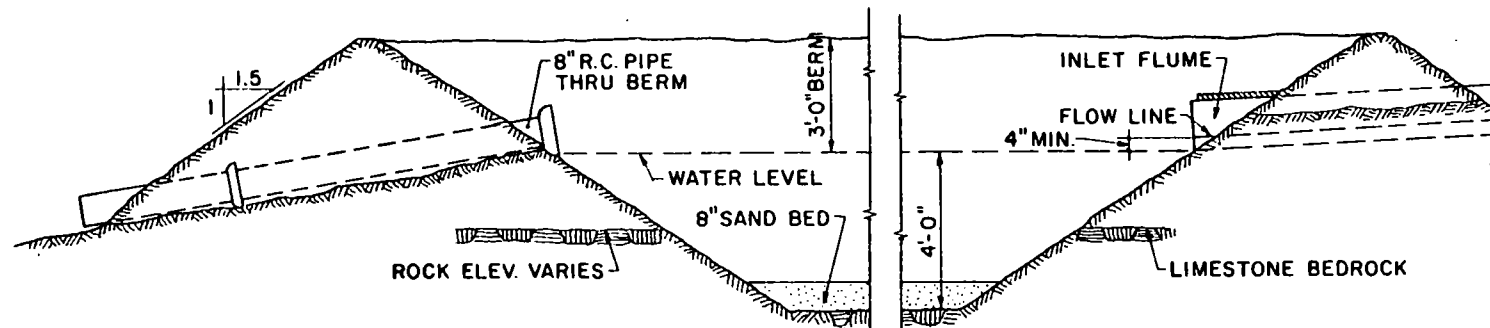 1.5
1
8" R.C. PIPE
THRU BERM
3'-0" BERM
INLET FLUME
FLOW LINE
4" MIN.
WATER LEVEL
8" SAND BED
4'-0"
ROCK ELEV. VARIES
LIMESTONE BEDROCK